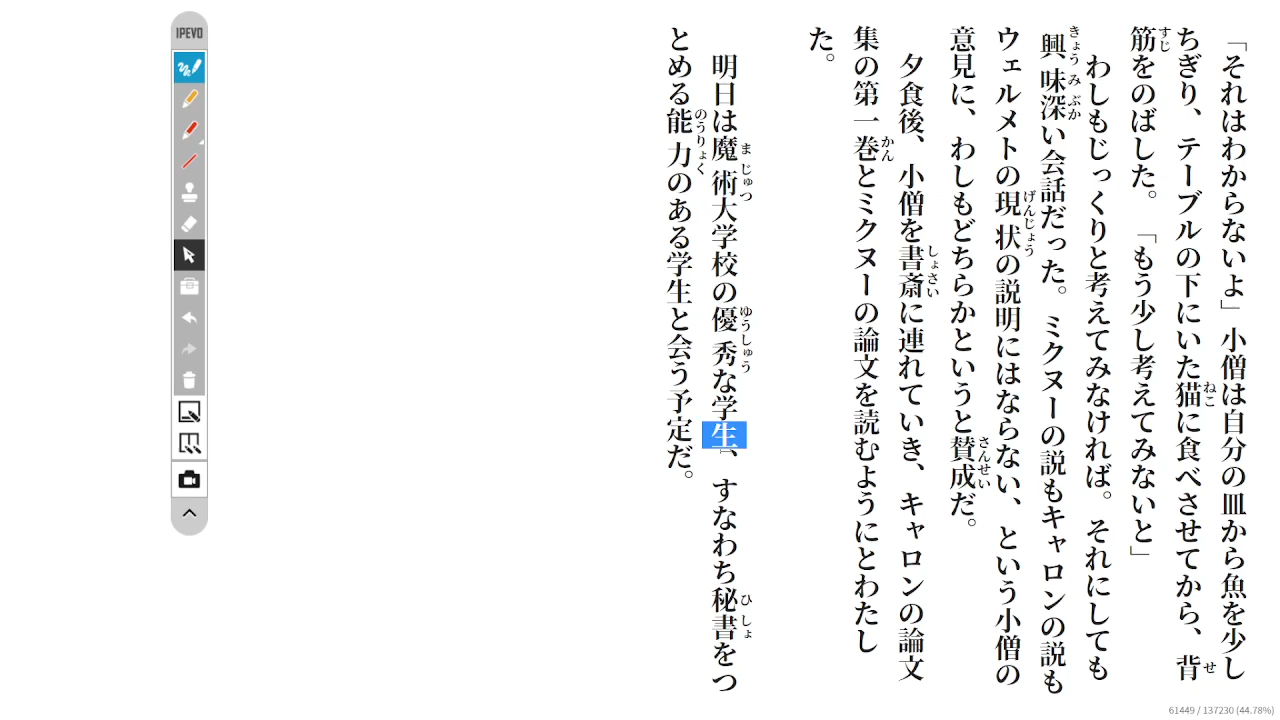 「それはわからないよ」小僧は自分の皿から魚を少し
ちぎり、テーブルの下にいた猫に食べさせてから、背
筋をのばした。「もう少し考えてみないと」
わしもじっくりと考えてみなければ。それにしても
興味深い会話だった。ミクヌーの説もキャロンの説も
ウェルメトの現状の説明にはならない、という小僧の
意見に、わしもどちらかというと賛成だ。
夕食後、小僧を書斎に連れていき、キャロンの論文
集の第一巻とミクヌーの論文を読むようにとわたし
た。
明日は魔術大学校の優秀な学生、すなわち秘書をつ
とめる能力のある学生と会う予定だ。
IPEVO
61449 / 137230 (44.78%)